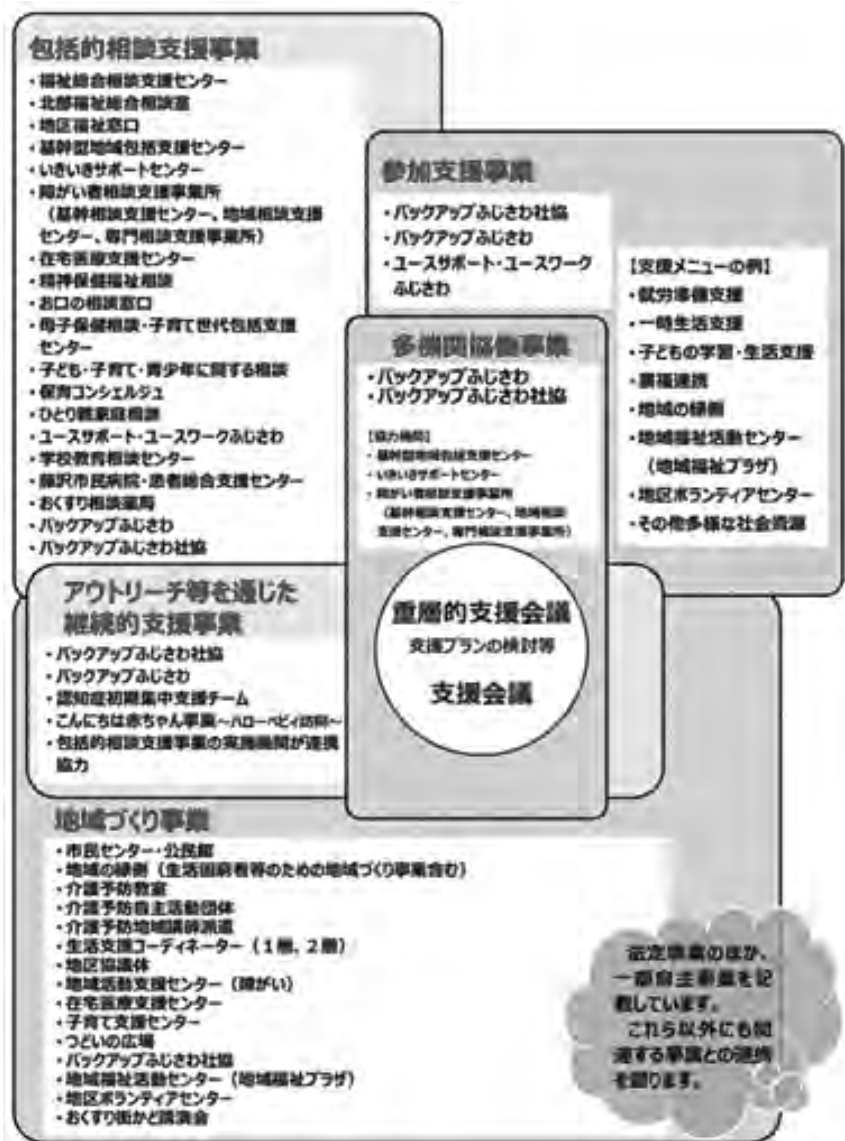 包括的相談支援事業
・福祉総合相談支援センター
・北部福祉総合相談室
・地区福祉窓口
・基幹型地域包括支援センター
・いきいきサポートセンター
・障がい者相談支援事業所
（基幹相談支援センター、地域相談支援
センター、専門相談支援事業所）
・在宅医療支援センター
・精神保健福祉相談
・お口の相談窓口
・母子保健相談・子育て世代包括支援
センター
・子ども・子育て・青少年に関する相談
・保育コンシェルジュ
・ひとり親家庭相談
・ユースサポート・ユースワークふじさわ
・学校教育相談センター
・藤沢市民病院・患者総合支援センター
・おくすり相談薬局
・バックアップふじさわ
・バックアップふじさわ社協
参加支援事業
・バックアップふじさわ社協
・バックアップふじさわ
・ユースサポート・ユースワーク
ふじさわ
【支援メニューの例】
・就労準備支援
・一時生活支援
・子どもの学習・生活支援
・農福連携
・地域の縁側
・地域福祉活動センター
（地域福祉プラザ）
・地区ボランティアセンター
・その他多様な社会資源
多機関協働事業
・バックアップふじさわ
・バックアップふじさわ社協
【協力機関】
・基幹型地域包括支援センター
・いきいきサポートセンター
・障がい者相談支援事業所
（基幹相談支援センター、地域相談
支援センター、専門相談支援事業所）
重層的支援会議
支援プランの検討等
支援会議
アウトリーチ等を通じた
継続的支援事業
・バックアップふじさわ社協
・バックアップふじさわ
・認知症初期集中支援チーム
・こんにちは赤ちゃん事業～ハローベビィ訪問～
・包括的相談支援事業の実施機関が連携
協力
地域づくり事業
・市民センター・公民館
・地域の縁側（生活困窮者等のための地域づくり事業含む）
・介護予防教室
・介護予防自主活動団体
・介護予防地域講師派遣
・生活支援コーディネーター（１層、２層）
・地区協議体
・地域活動支援センター（障がい）
・在宅医療支援センター
・子育て支援センター
・つどいの広場
・バックアップふじさわ社協
・地域福祉活動センター（地域福祉プラザ）
・地区ボランティアセンター
・おくすり街かど講演会
法定事業のほか、
一部自主事業を記
載しています。
これら以外にも関
連する事業との連携
を図ります。